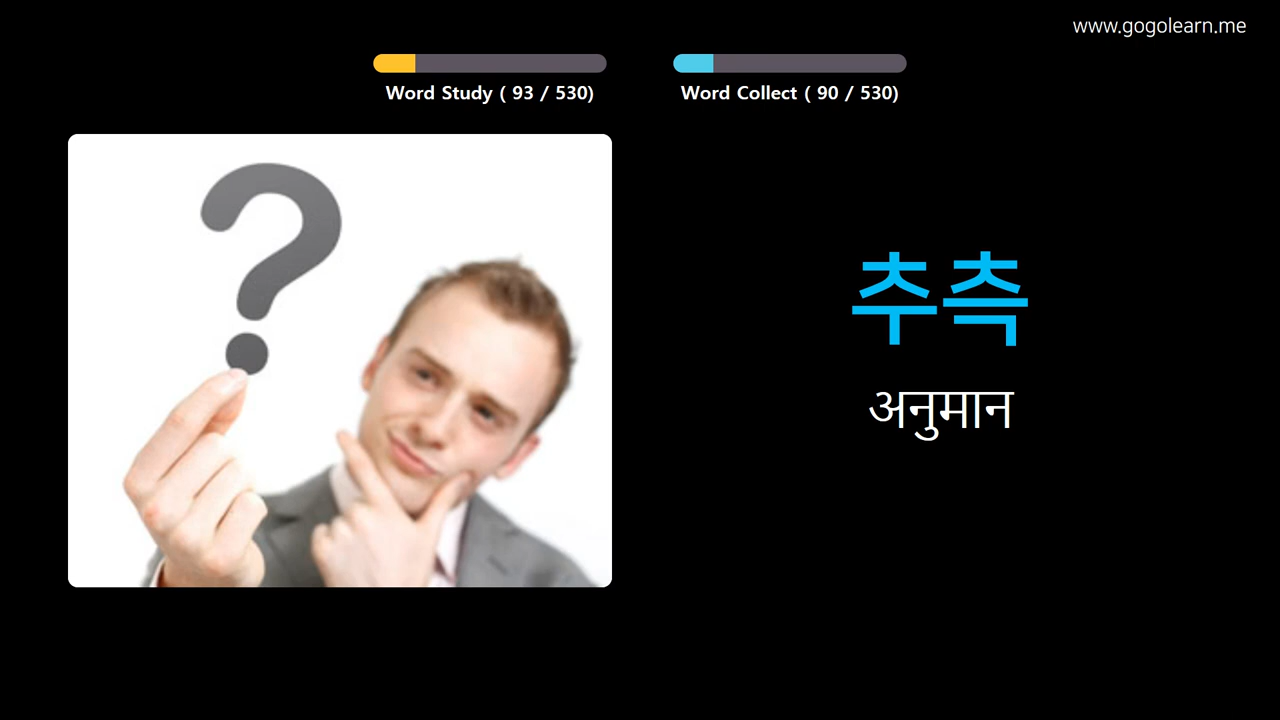 www.gogolearn.me
Word Study ( 93 / 530)
Word Collect ( 90 / 530)
?
추측
अनुमान